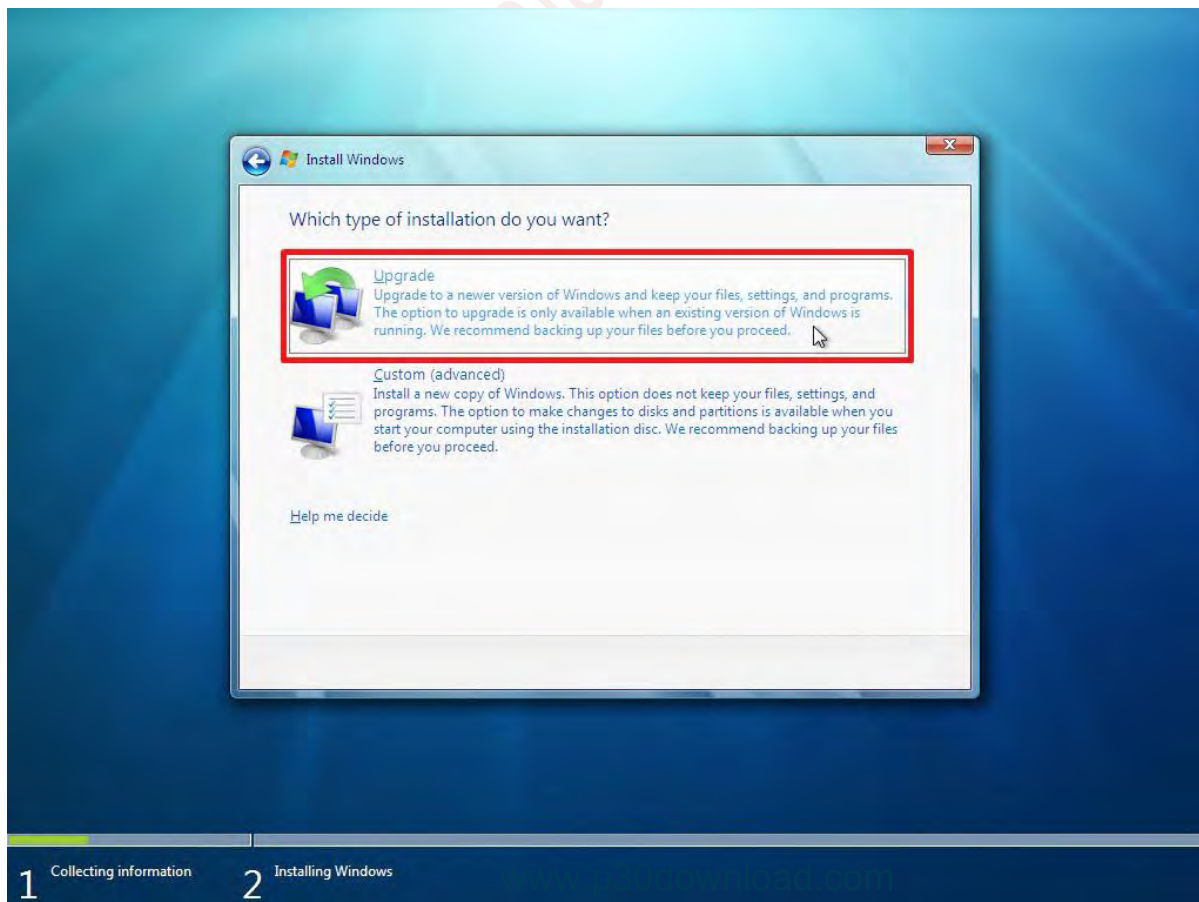 Install Windows
Which type of installation do you want?
Upgrade
Upgrade to a newer version of Windows and keep your files, settings, and programs.
The option to upgrade is only available when an existing version of Windows is
running. We recommend backing up your files before you proceed.
Custom (advanced)
Install a new copy of Windows. This option does not keep your files, settings, and
programs. The option to make changes to disks and partitions is available when you
start your computer using the installation disc. We recommend backing up your files
before you proceed.
Help me decide
1 Collecting information 2 Installing Windows
www.p30download.com